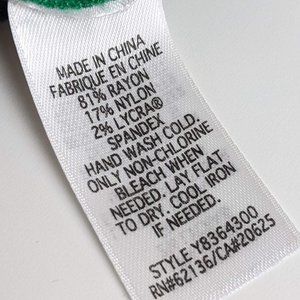 MADE IN CHINA
FABRIQUE EN CHINE
81% RAYON
17% NYLON
2% LYCRA®
SPANDEX
HAND WASH COLD.
ONLY NON-CHLORINE
BLEACH WHEN
NEEDED. LAY FLAT
TO DRY. COOL IRON
IF NEEDED.
STYLE Y8364300
RN#62136/CA#20625